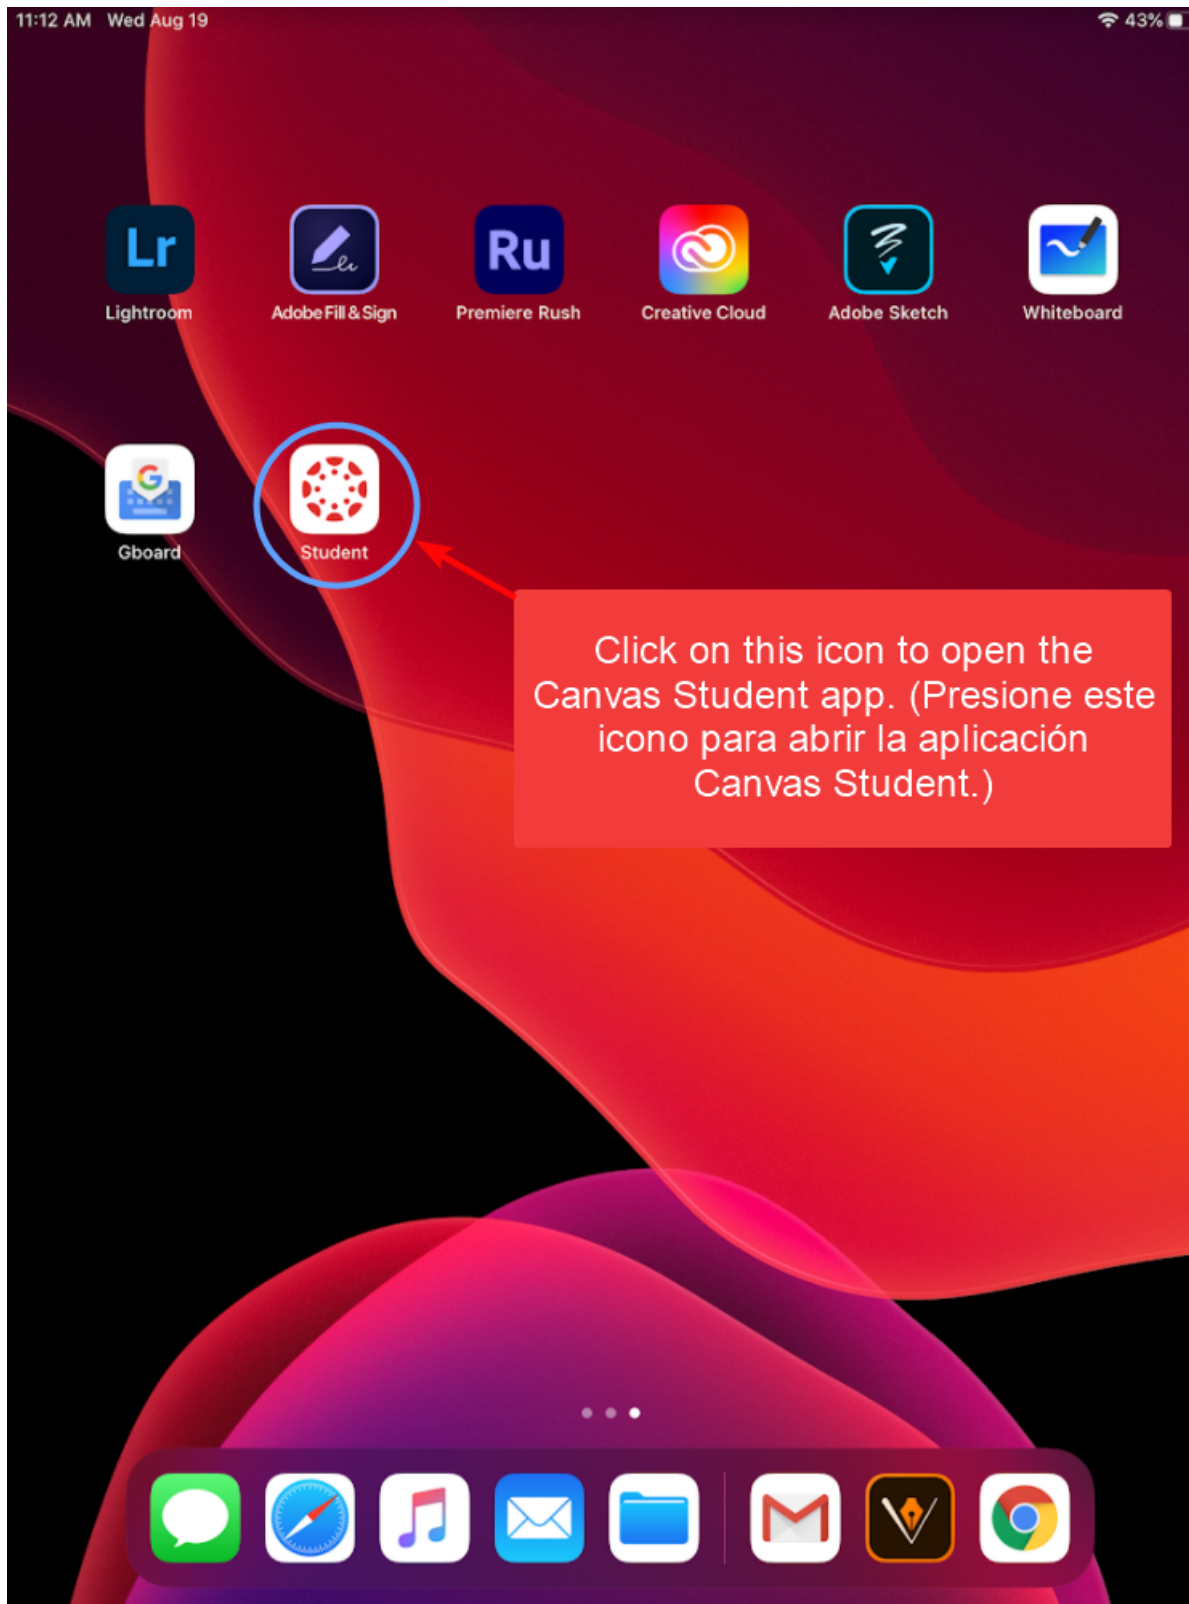 11:12 AM Wed Aug 19
43%
Lr
Ru
Lightroom
Adobe Fill & Sign
Premiere Rush
Creative Cloud
Adobe Sketch
Whiteboard
G
Gboard
Student
Click on this icon to open the
Canvas Student app. (Presione este
icono para abrir la aplicación
Canvas Student.)